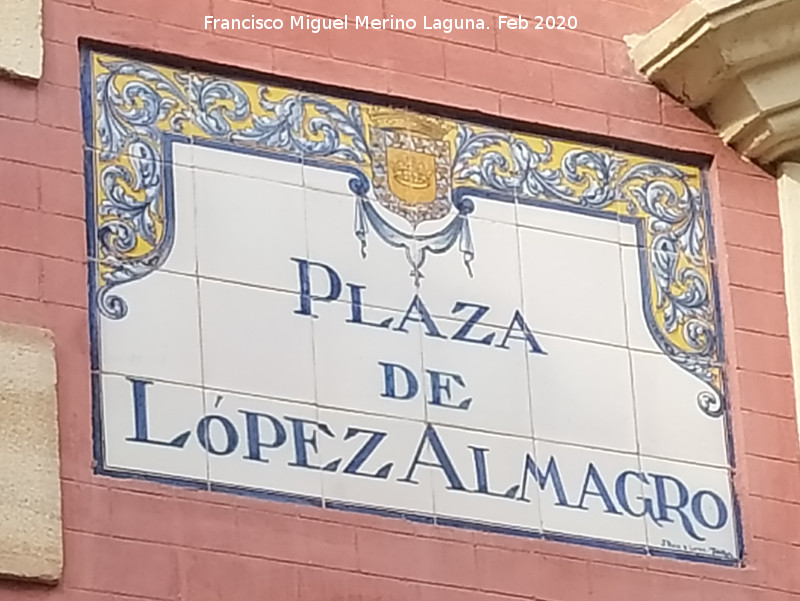 Francisco Miguel Merino Laguna. Feb 2020
PLAZA
DE
LÓPEZ ALMAGRO